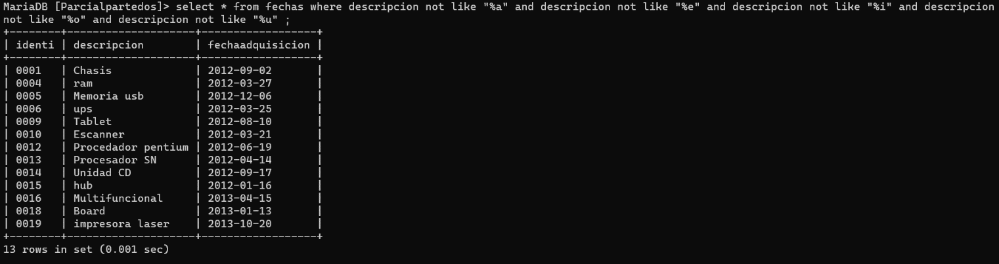 MariaDB [Parcialpartedos]> select * from fechas where descripcion not like "%a" and descripcion not like "%e" and descripcion not like "%i" and descripcion
not like "%o" and descripcion not like "%u" ;
+--------+--------------------+------------------+
| identi | descripcion        | fechaadquisicion |
+--------+--------------------+------------------+
| 0001   | Chasis             | 2012-09-02       |
| 0004   | ram                | 2012-03-27       |
| 0005   | Memoria usb        | 2012-12-06       |
| 0006   | ups                | 2012-03-25       |
| 0009   | Tablet             | 2012-08-10       |
| 0010   | Escanner           | 2012-03-21       |
| 0012   | Procedador pentium | 2012-06-19       |
| 0013   | Procesador SN      | 2012-04-14       |
| 0014   | Unidad CD          | 2012-09-17       |
| 0015   | hub                | 2012-01-16       |
| 0016   | Multifuncional     | 2013-04-15       |
| 0018   | Board              | 2013-01-13       |
| 0019   | impresora laser    | 2013-10-20       |
+--------+--------------------+------------------+
13 rows in set (0.001 sec)